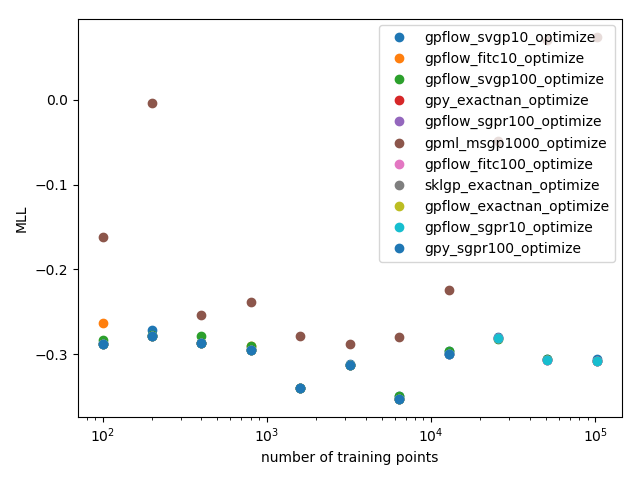 gpflow_svgp10_optimize
gpflow_fitc10_optimize
gpflow_svgp100_optimize
gpy_exactnan_optimize
gpflow_sgpr100_optimize
gpml_msgp1000_optimize
gpflow_fitc100_optimize
sklgp_exactnan_optimize
gpflow_exactnan_optimize
gpflow_sgpr10_optimize
gpy_sgpr100_optimize
0.0
−0.1
−0.2
−0.3
MLL
10² 10³ 10⁴ 10⁵
number of training points